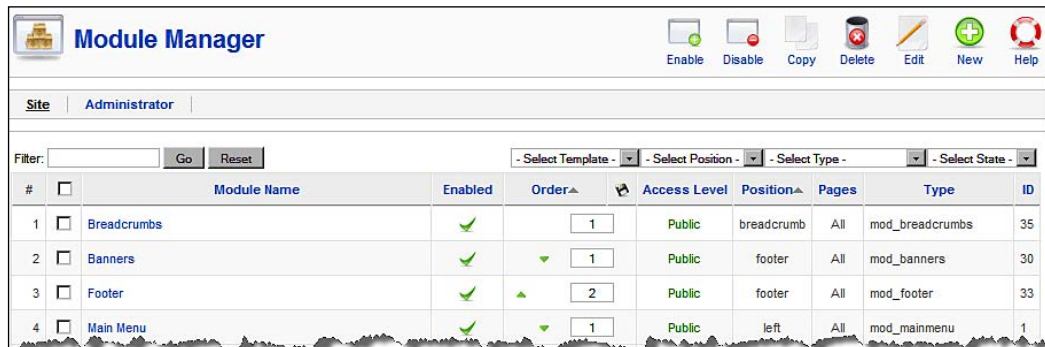 Module Manager
Enable Disable Copy Delete Edit New Help
Site Administrator
Filter: Go Reset - Select Template - - Select Position - - Select Type - - Select State -
# Module Name Enabled Order Access Level Position Pages Type ID
1 Breadcrumbs 1 Public breadcrumb All mod_breadcrumbs 35
2 Banners 1 Public footer All mod_banners 30
3 Footer 2 Public footer All mod_footer 33
4 Main Menu 1 Public left All mod_mainmenu 1